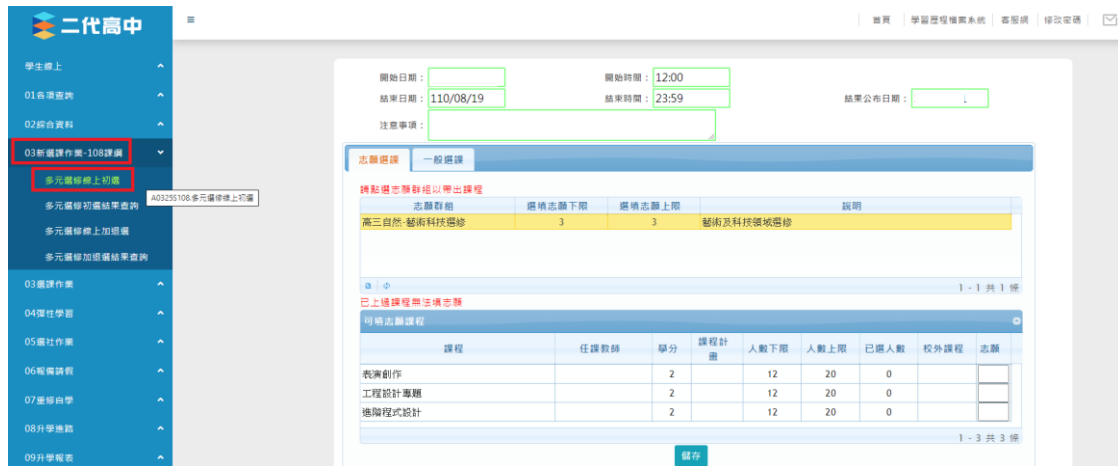 二代高中
首頁 學習歷程檔案系統 客服網 修改密碼
學生線上
01各項查詢
02綜合資料
03新選課作業-108課綱
多元選修線上初選
A0325S108.多元選修線上初選
多元選修初選結果查詢
多元選修線上加退選
多元選修加退選結果查詢
03選課作業
04彈性學習
05選社作業
06報備請假
07重修自學
08升學進路
09升學報表
開始日期: 開始時間: 12:00
結束日期: 110/08/19 結束時間: 23:59 結果公布日期:
注意事項:
志願選課 一般選課
請點選志願群組以帶出課程
志願群組 選填志願下限 選填志願上限 說明
高三自然-藝術科技選修 3 3 藝術及科技領域選修
1 - 1 共 1 條
已上過課程無法填志願
可填志願課程
課程 任課教師 學分 課程計畫 人數下限 人數上限 已選人數 校外課程 志願
表演創作 2 12 20 0
工程設計專題 2 12 20 0
進階程式設計 2 12 20 0
1 - 3 共 3 條
儲存